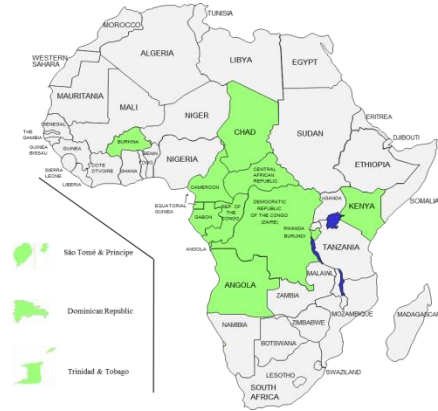 TUNISIA
MOROCCO
ALGERIA
LIBYA
EGYPT
WESTERN
SAHARA
MAURITANIA
MALI
NIGER
CHAD
SUDAN
ERITREA
DJIBOUTI
SENEGAL
THE
GAMBIA
GUINEA
BISSAU
GUINEA
SIERRA
LEONE
LIBERIA
COTE
D'IVOIRE
BURKINA
GHANA
TOGO
BENIN
NIGERIA
ETHIOPIA
SOMALIA
CAMEROON
CENTRAL
AFRICAN
REPUBLIC
EQUATORIAL
GUINEA
GABON
REP. OF
THE
CONGO
DEMOCRATIC
REPUBLIC
OF THE CONGO
(ZAIRE)
UGANDA
KENYA
RWANDA
BURUNDI
TANZANIA
ANGOLA
ANGOLA
MALAWI
ZAMBIA
MOZAMBIQUE
MADAGASCAR
ZIMBABWE
NAMIBIA
BOTSWANA
SWAZILAND
LESOTHO
SOUTH
AFRICA
São Tomé & Príncipe
Dominican Republic
Trinidad & Tobago